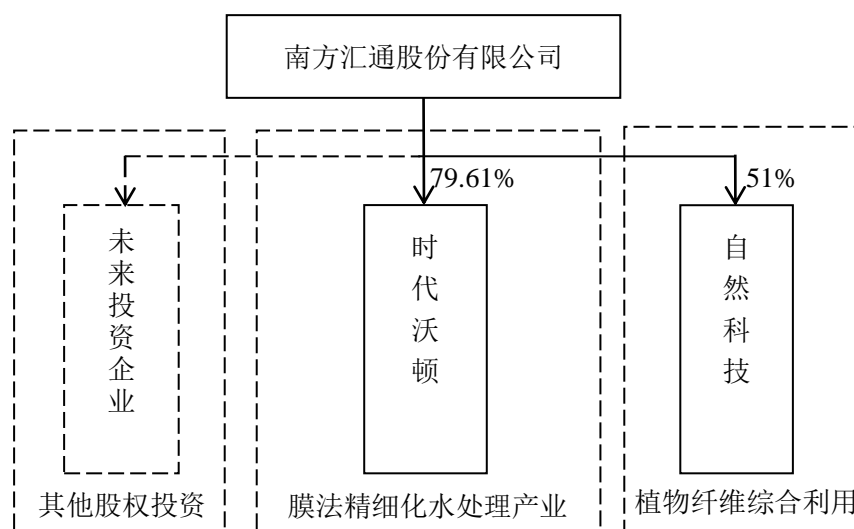 南方汇通股份有限公司
79.61%
51%
未来投资企业
时代沃顿
自然科技
其他股权投资
膜法精细化水处理产业
植物纤维综合利用